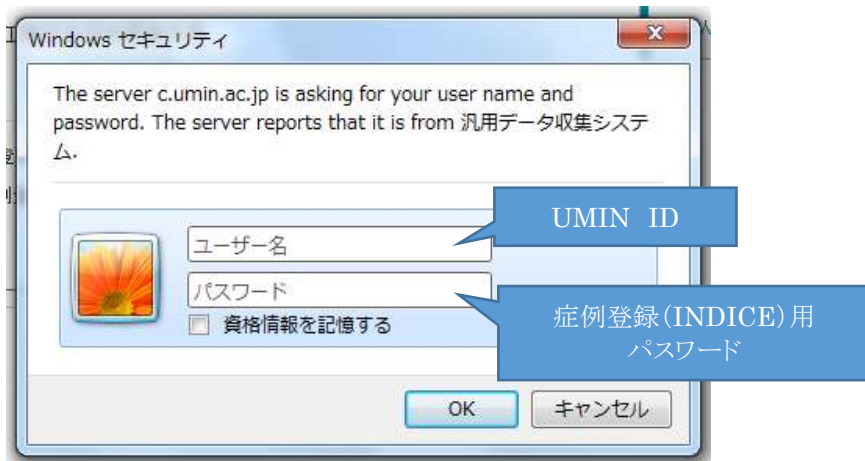 Windows セキュリティ
The server c.umin.ac.jp is asking for your user name and
password. The server reports that it is from 汎用データ収集システ
ム.
ユーザー名
UMIN ID
パスワード
資格情報を記憶する
症例登録(INDICE)用
パスワード
OK
キャンセル